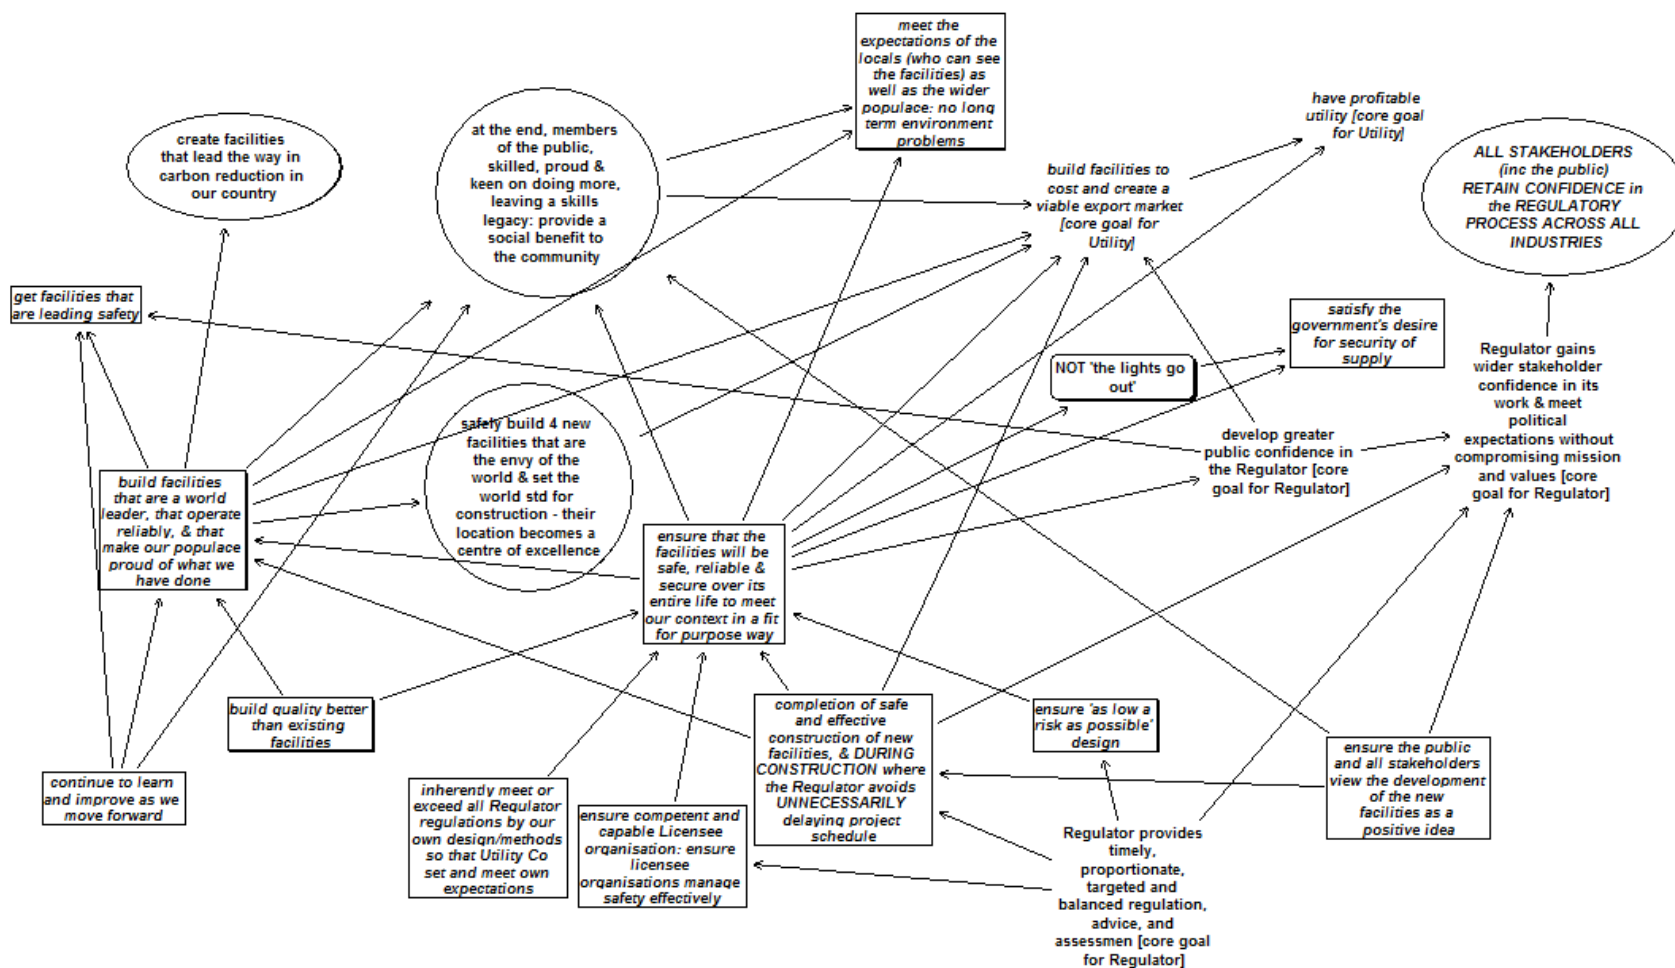 meet the
expectations of the
locals (who can see
the facilities) as
well as the wider
populace: no long
term environment
problems
have profitable
utility [core goal
for Utility]
create facilities
that lead the way in
carbon reduction in
our country
at the end, members
of the public,
skilled, proud &
keen on doing more,
leaving a skills
legacy: provide a
social benefit to
the community
build facilities to
cost and create a
viable export market
[core goal for
Utility]
ALL STAKEHOLDERS
(inc the public)
RETAIN CONFIDENCE in
the REGULATORY
PROCESS ACROSS ALL
INDUSTRIES
get facilities that
are leading safety
satisfy the
government's desire
for security of
supply
NOT 'the lights go
out'
Regulator gains
wider stakeholder
confidence in its
work & meet
political
expectations without
compromising mission
and values [core
goal for Regulator]
safely build 4 new
facilities that are
the envy of the
world & set the
world std for
construction - their
location becomes a
centre of excellence
develop greater
public confidence in
the Regulator [core
goal for Regulator]
build facilities
that are a world
leader, that operate
reliably, & that
make our populace
proud of what we
have done
ensure that the
facilities will be
safe, reliable &
secure over its
entire life to meet
our context in a fit
for purpose way
build quality better
than existing
facilities
completion of safe
and effective
construction of new
facilities, & DURING
CONSTRUCTION where
the Regulator avoids
UNNECESSARILY
delaying project
schedule
ensure 'as low a
risk as possible'
design
ensure the public
and all stakeholders
view the development
of the new
facilities as a
positive idea
continue to learn
and improve as we
move forward
inherently meet or
exceed all Regulator
regulations by our
own design/methods
so that Utility Co
set and meet own
expectations
ensure competent and
capable Licensee
organisation: ensure
licensee
organisations manage
safety effectively
Regulator provides
timely,
proportionate,
targeted and
balanced regulation,
advice, and
assessmen [core goal
for Regulator]